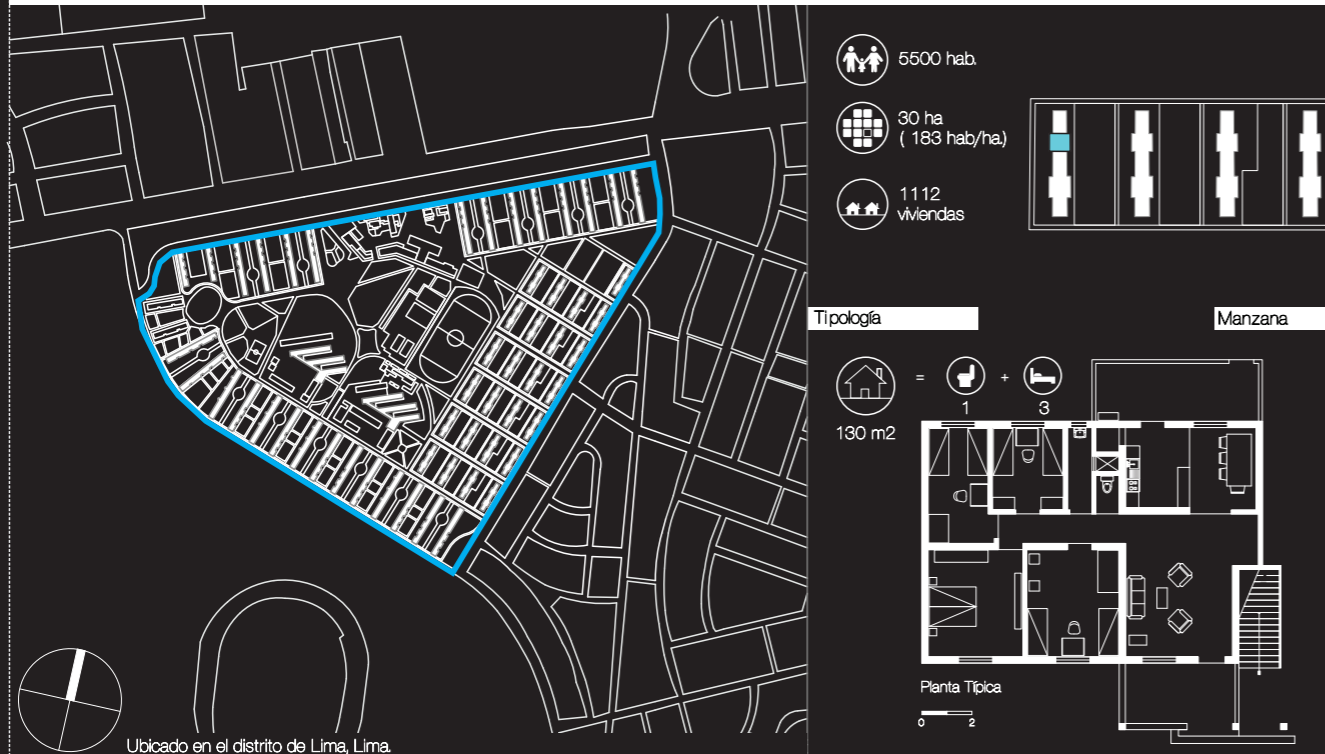 5500 hab.
30 ha
( 183 hab/ha.)
1112
viviendas
Tipología
Manzana
=
+
1
3
130 m2
Planta Típica
0 2
Ubicado en el distrito de Lima, Lima.